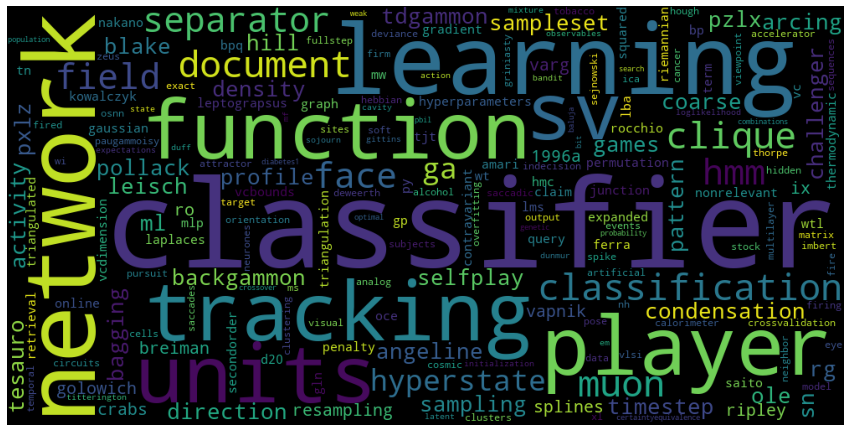 network
learning
classifier
function
tracking
player
units
sv
separator
document
field
face
hmm
clique
classification
hyperstate
muon
condensation
backgammon
selfplay
tdgammon
sampleset
pzlx
arcing
nakano
blake
hill
bpq
fullstep
weak
mixture
tobacco
deviance
gradient
bp
squared
hough
population
zeus
exact
mw
firm
observables
viewpoint
accelerator
riemannian
varg
griniasty
action
bandit
search
sejnowski
ica
term
cancer
sequences
tn
kowalczyk
leptograpsus
hebbian
cavity
density
graph
hyperparameters
lba
rocchio
coarse
vc
loglikelihood
challenger
thermodynamic
state
osnn
gaussian
fired
paugammoisy
duff
sites
soft
pbil
baluja
tjt
sojourn
gittins
games
1996a
bit
combinations
thorpe
wi
expectations
pollack
attractor
diabetes1
amari
indecision
permutation
hidden
activity
pxlz
triangulated
leisch
profile
ga
py
saccadic
hmc
claim
junction
pattern
nonrelevant
ix
vcdimension
target
vcbounds
deweerth
alcohol
wt
contravariant
overfitting
lms
output
expanded
events
wtl
ml
ro
mlp
orientation
neurones
gp
optimal
genetic
query
ferra
probability
stock
matrix
imbert
multilayer
laplaces
triangulation
subjects
spike
artificial
dunmur
fire
retrieval
pursuit
crossover
ms
analog
online
saccades
oce
vapnik
nh
calorimeter
crossvalidation
firing
tesauro
temporal
bagging
cells
visual
clustering
pose
em
vlsi
neighbor
eye
breiman
penalty
angeline
cosmic
initialization
data
rg
circuits
secondorder
d20
model
golowich
gln
timestep
ole
saito
titterington
crabs
direction
resampling
latent
clusters
sampling
splines
xi
certaintyequivalence
ripley
sn